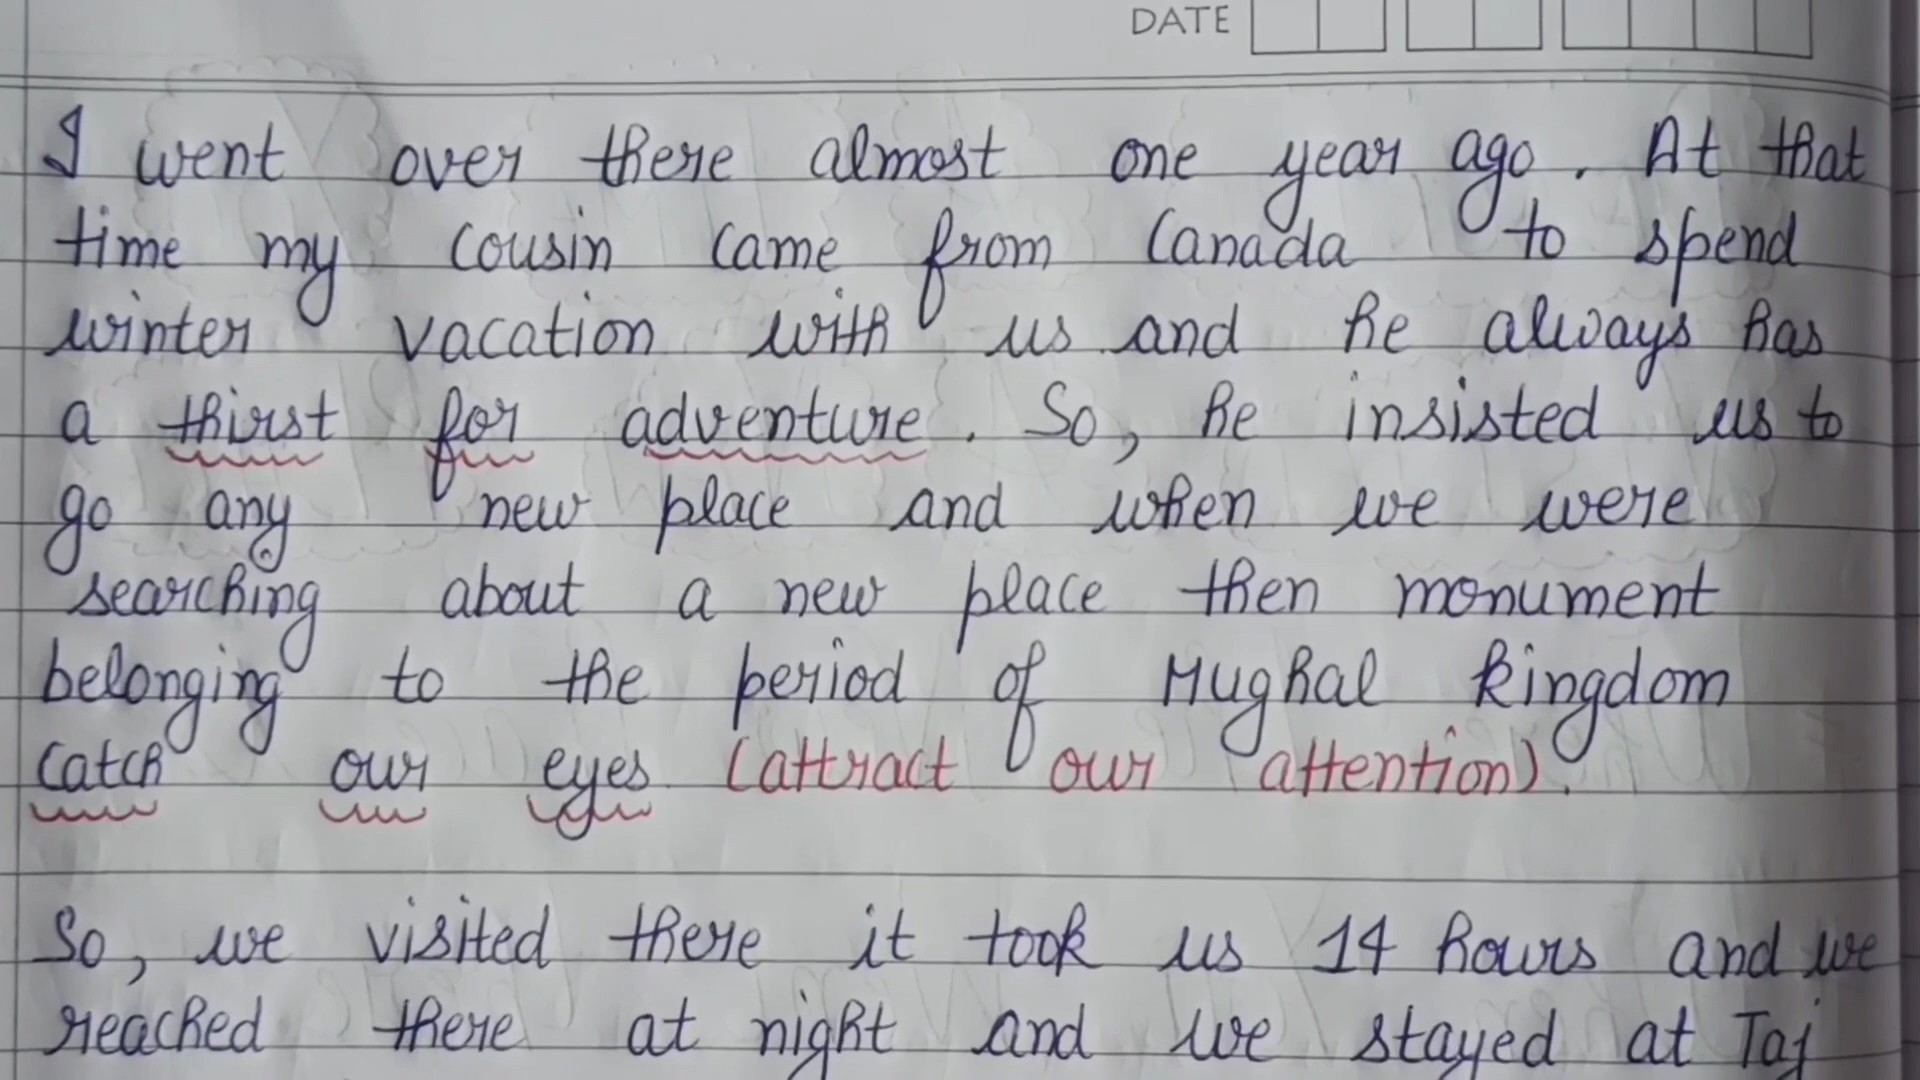 DATE
I went over there almost one year ago. At that
time my cousin came from Canada to spend
winter vacation with us and he always has
a thirst for adventure. So, he insisted us to
go any new place and when we were
searching about a new place then monument
belonging to the period of Mughal kingdom
catch our eyes (attract our attention).
So, we visited there it took us 14 hours and we
reached there at night and we stayed at Taj